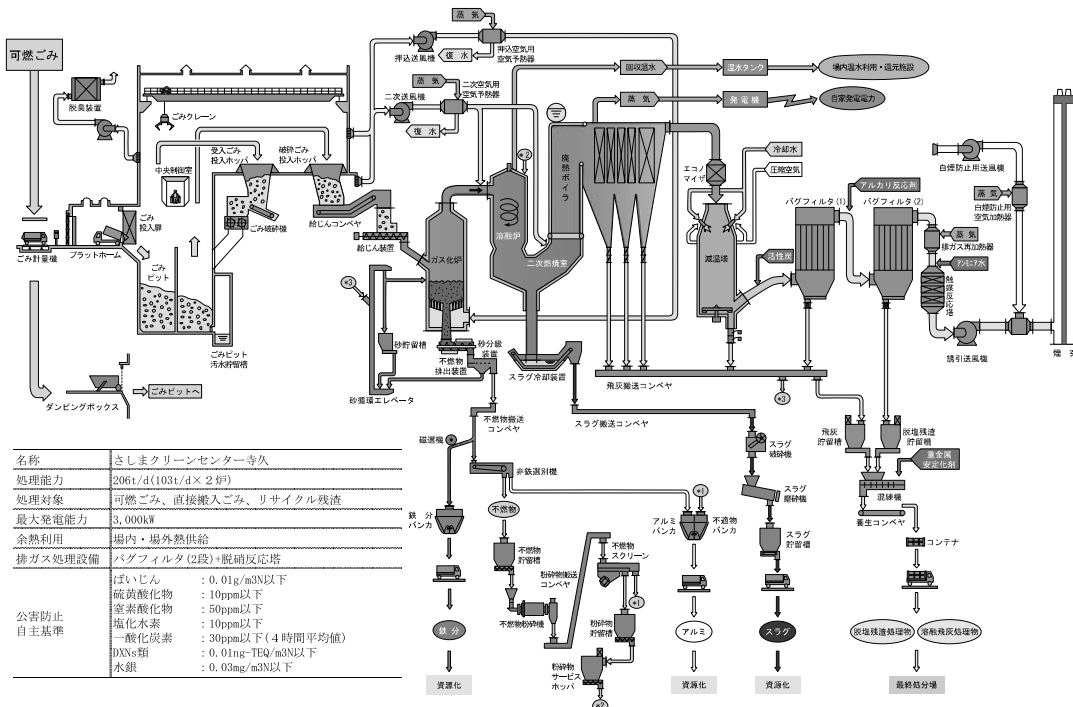 可燃ごみ
脱臭装置
ごみクレーン
受入ごみ
投入ホッパ
破砕ごみ
投入ホッパ
中央制御室
ごみ破砕機
給じんコンベヤ
給じん装置
ごみ
投入扉
プラットホーム
ごみ計量機
ごみ
ピット
ごみピット
汚水貯留槽
ダンピングボックス
ごみピットへ
蒸気
押込送風機
押込空気用
空気予熱器
復水
蒸気
二次送風機
二次空気用
空気予熱器
復水
*2
ガス化炉
溶融炉
二次燃焼室
廃熱ボイラ
*3
砂貯留槽
砂分級
装置
不燃物
排出装置
砂循環エレベータ
スラグ冷却装置
回収温水
温水タンク
場内温水利用・還元施設
蒸気
発電機
自家発電電力
エコノ
マイザ
冷却水
圧縮空気
減温塔
活性炭
アルカリ反応剤
バグフィルタ(1)
バグフィルタ(2)
白煙防止用送風機
蒸気
白煙防止用
空気加熱器
蒸気
排ガス再加熱器
アンモニア水
触媒反応塔
誘引送風機
煙突
飛灰搬送コンベヤ
*3
不燃物搬送
コンベヤ
スラグ搬送コンベヤ
磁選機
非鉄選別機
鉄分
バンカ
鉄分
資源化
不燃物
不燃物
貯留槽
不燃物粉砕機
粉砕物搬送
コンベヤ
不燃物
スクリーン
*1
粉砕物
貯留槽
粉砕物
サービス
ホッパ
*2
*1
アルミ
バンカ
不適物
バンカ
アルミ
資源化
スラグ
破砕機
スラグ
磨砕機
スラグ
貯留槽
スラグ
資源化
飛灰
貯留槽
脱塩残渣
貯留槽
重金属
安定化剤
混練機
養生コンベヤ
コンテナ
脱塩残渣処理物
溶融飛灰処理物
最終処分場
名称 さしまクリーンセンター寺久
処理能力 206t/d(103t/d×2炉)
処理対象 可燃ごみ、直接搬入ごみ、リサイクル残渣
最大発電能力 3,000kW
余熱利用 場内・場外熱供給
排ガス処理設備 バグフィルタ(2段)+脱硝反応塔
公害防止
自主基準
ばいじん : 0.01g/m3N以下
硫黄酸化物 : 10ppm以下
窒素酸化物 : 50ppm以下
塩化水素 : 10ppm以下
一酸化炭素 : 30ppm以下(4時間平均値)
DXNs類 : 0.01ng-TEQ/m3N以下
水銀 : 0.03mg/m3N以下